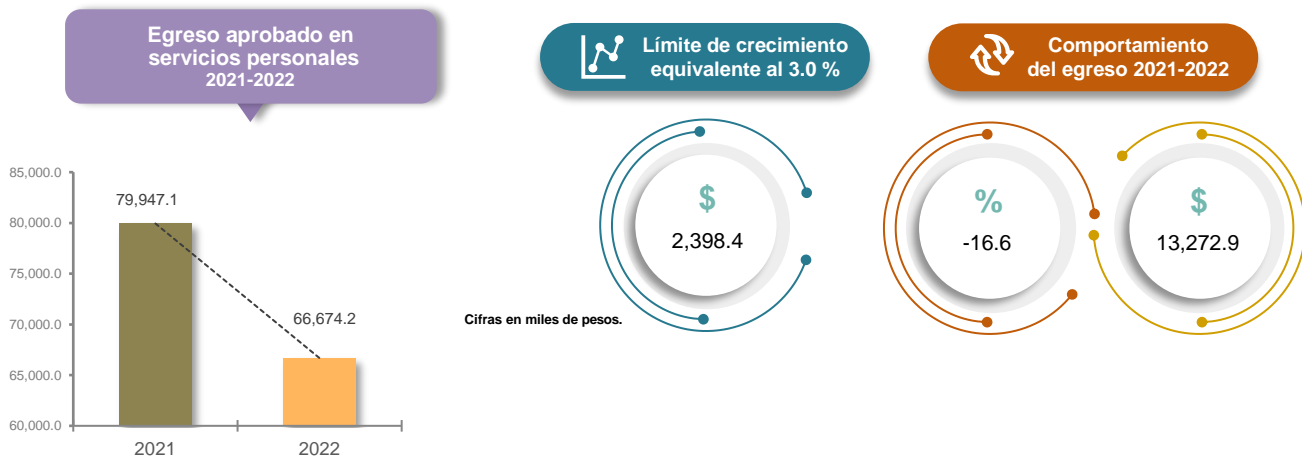 Egreso aprobado en
servicios personales
2021-2022
Límite de crecimiento
equivalente al 3.0 %
Comportamiento
del egreso 2021-2022
85,000.0
80,000.0
75,000.0
70,000.0
65,000.0
60,000.0
79,947.1
66,674.2
2021
2022
Cifras en miles de pesos.
$
2,398.4
%
-16.6
$
13,272.9